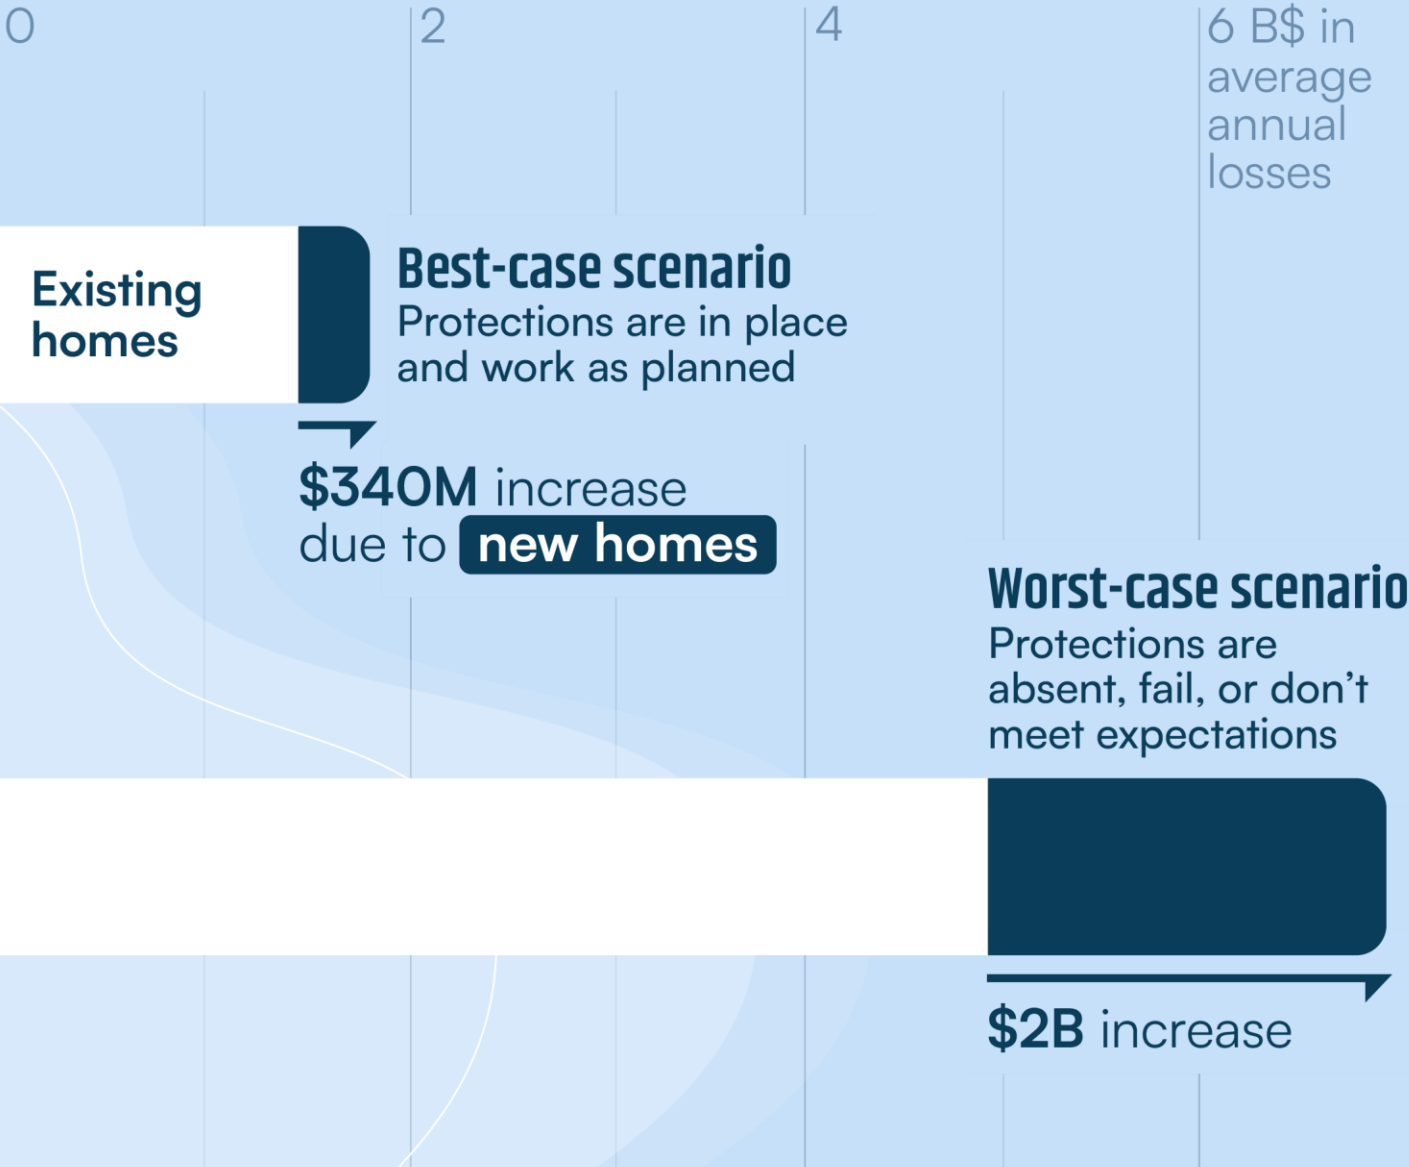 0
2
4
6 B$ in
average
annual
losses
Existing
homes
Best-case scenario
Protections are in place
and work as planned
$340M increase
due to new homes
Worst-case scenario
Protections are
absent, fail, or don’t
meet expectations
$2B increase